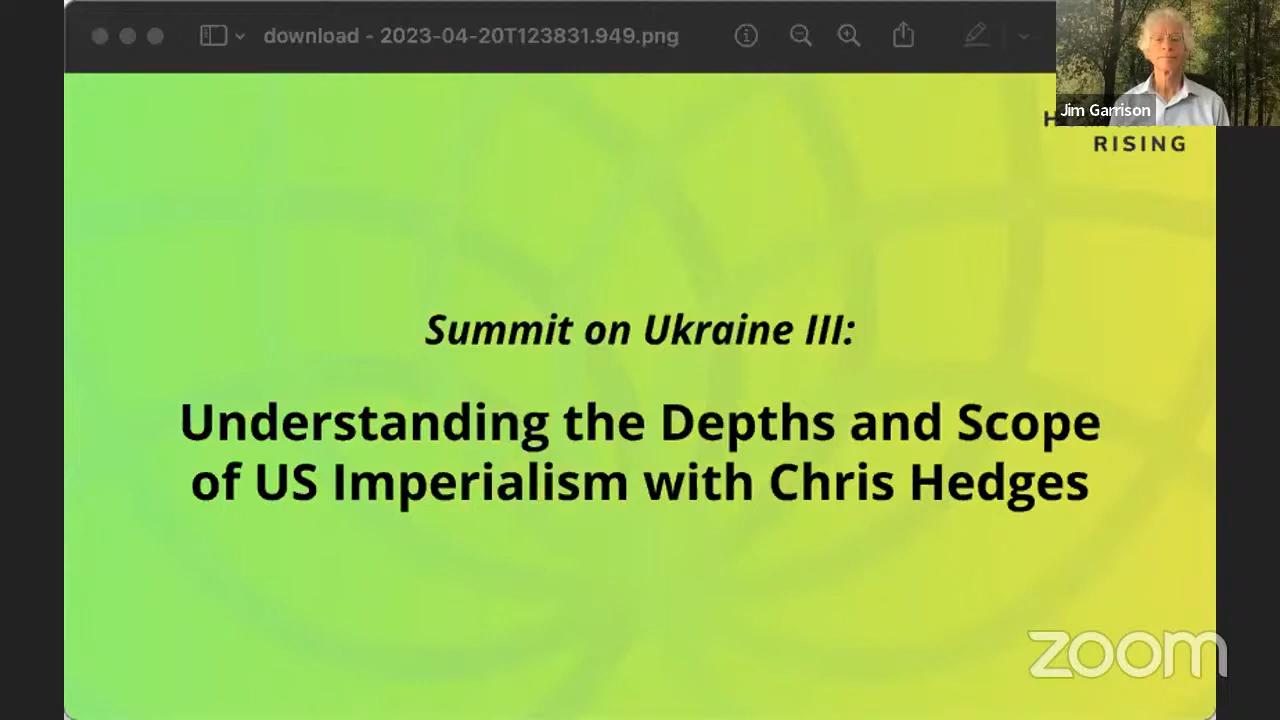 download - 2023-04-20T123831.949.png
Jim Garrison
RISING
Summit on Ukraine III:
Understanding the Depths and Scope
of US Imperialism with Chris Hedges
zoom